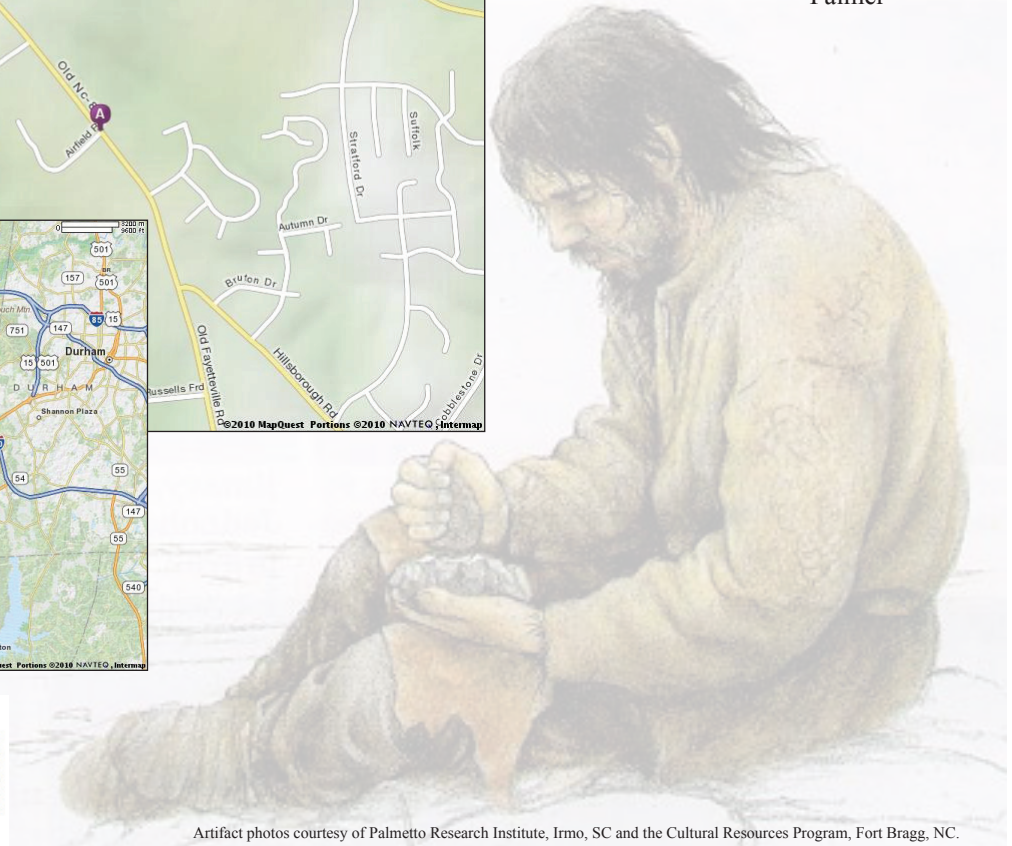 Old Nc-
A
Airfield R
Stratford Dr
Suffolk
Autumn Dr
Bruton Dr
Old Fayetteville Rd
Hillsborough Rd
Russells Frd
Cobblestone Dr
©2010 MapQuest Portions ©2010 NAVTEQ, Intermap
0
3200 m
9600 ft
501
157
BR
501
85
15
751
147
Durham
15
501
DURHAM
Shannon Plaza
54
55
147
55
540
Portions ©2010 NAVTEQ, Intermap
Artifact photos courtesy of Palmetto Research Institute, Irmo, SC and the Cultural Resources Program, Fort Bragg, NC.